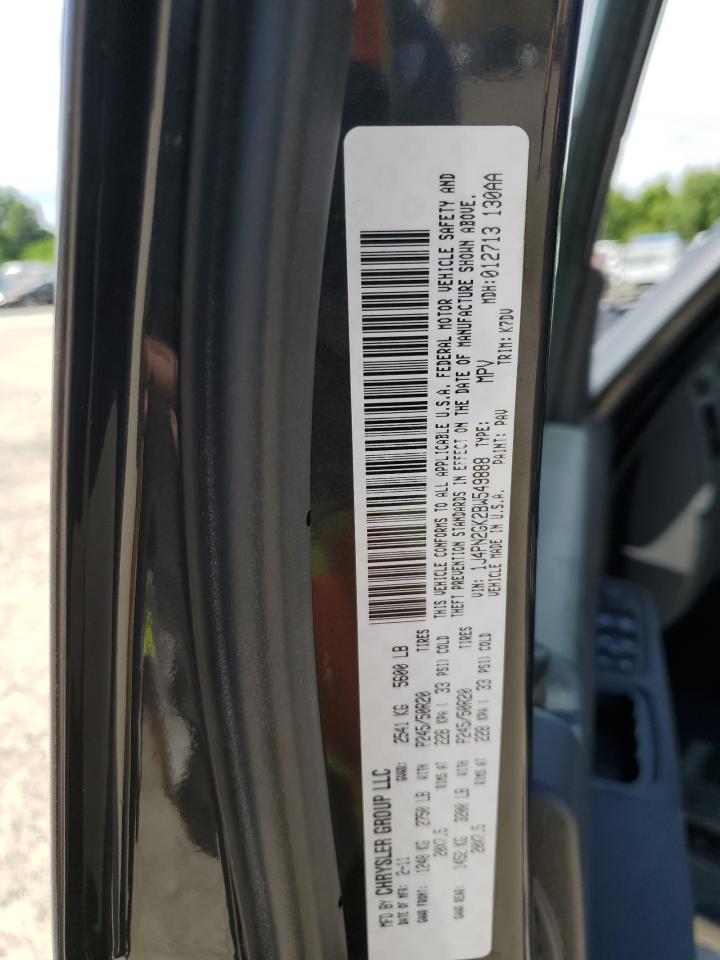 MFD BY CHRYSLER GROUP LLC
DATE OF MFR: 2-11 GVWR: 2541 KG 5600 LB
GAWR FRONT: 1248 KG 2750 LB WITH P245/50R20 TIRES
20X7.5 RIMS AT 228 KPA ( 33 PSI) COLD
GAWR REAR: 1452 KG 3200 LB WITH P245/50R20 TIRES
20X7.5 RIMS AT 228 KPA ( 33 PSI) COLD
THIS VEHICLE CONFORMS TO ALL APPLICABLE U.S.A. FEDERAL MOTOR VEHICLE SAFETY AND
THEFT PREVENTION STANDARDS IN EFFECT ON THE DATE OF MANUFACTURE SHOWN ABOVE.
VIN: 1J4PN2GK2BW549888 TYPE: MPV MDH:012713 130AA
VEHICLE MADE IN U.S.A. PAINT: PAV TRIM: K7DV